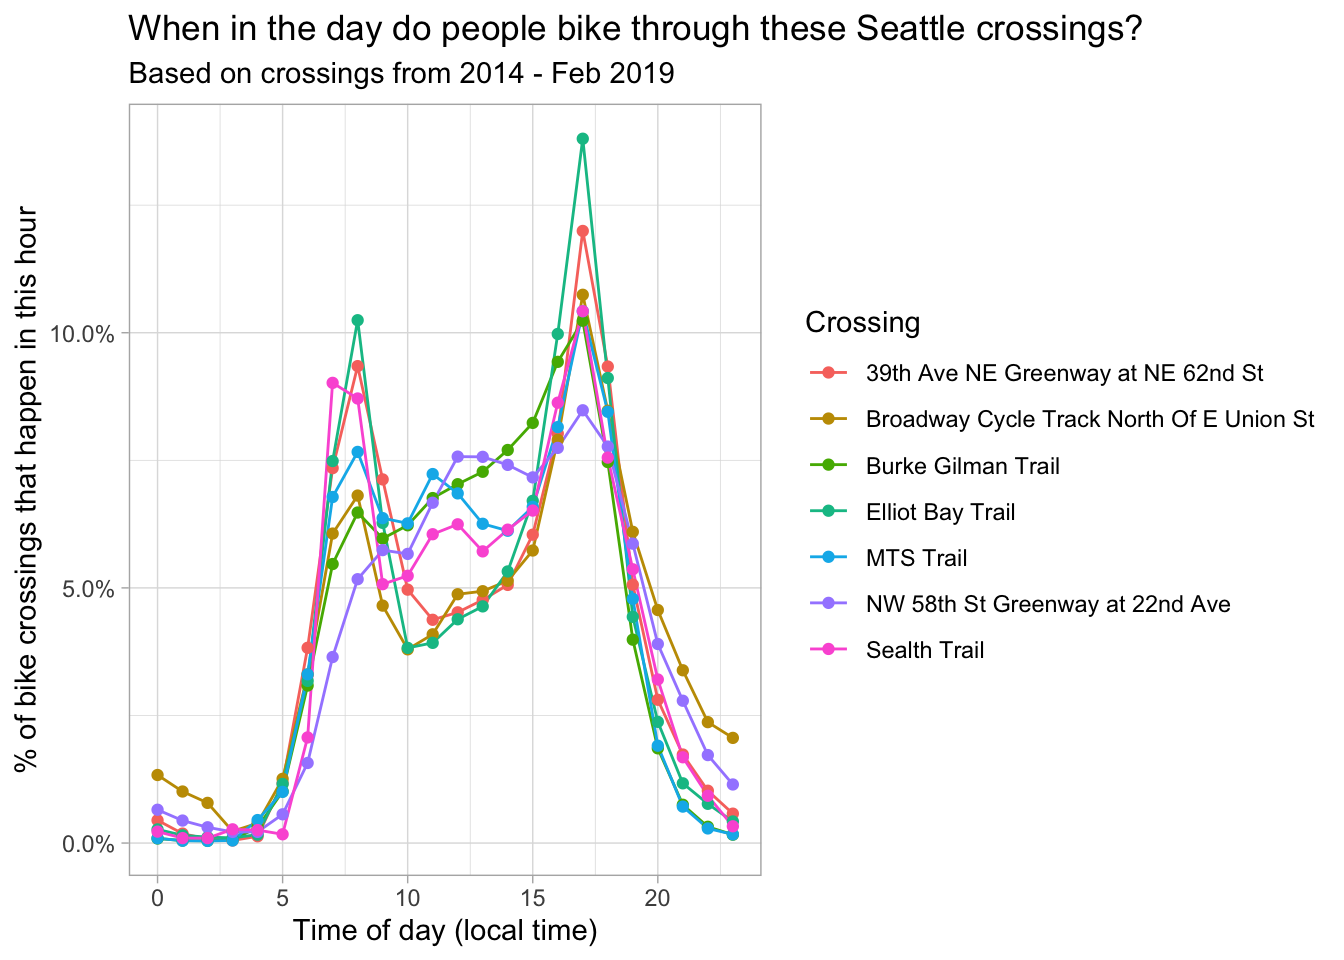 When in the day do people bike through these Seattle crossings?
Based on crossings from 2014 - Feb 2019
% of bike crossings that happen in this hour
10.0%
5.0%
0.0%
0 5 10 15 20
Time of day (local time)
Crossing
39th Ave NE Greenway at NE 62nd St
Broadway Cycle Track North Of E Union St
Burke Gilman Trail
Elliot Bay Trail
MTS Trail
NW 58th St Greenway at 22nd Ave
Sealth Trail